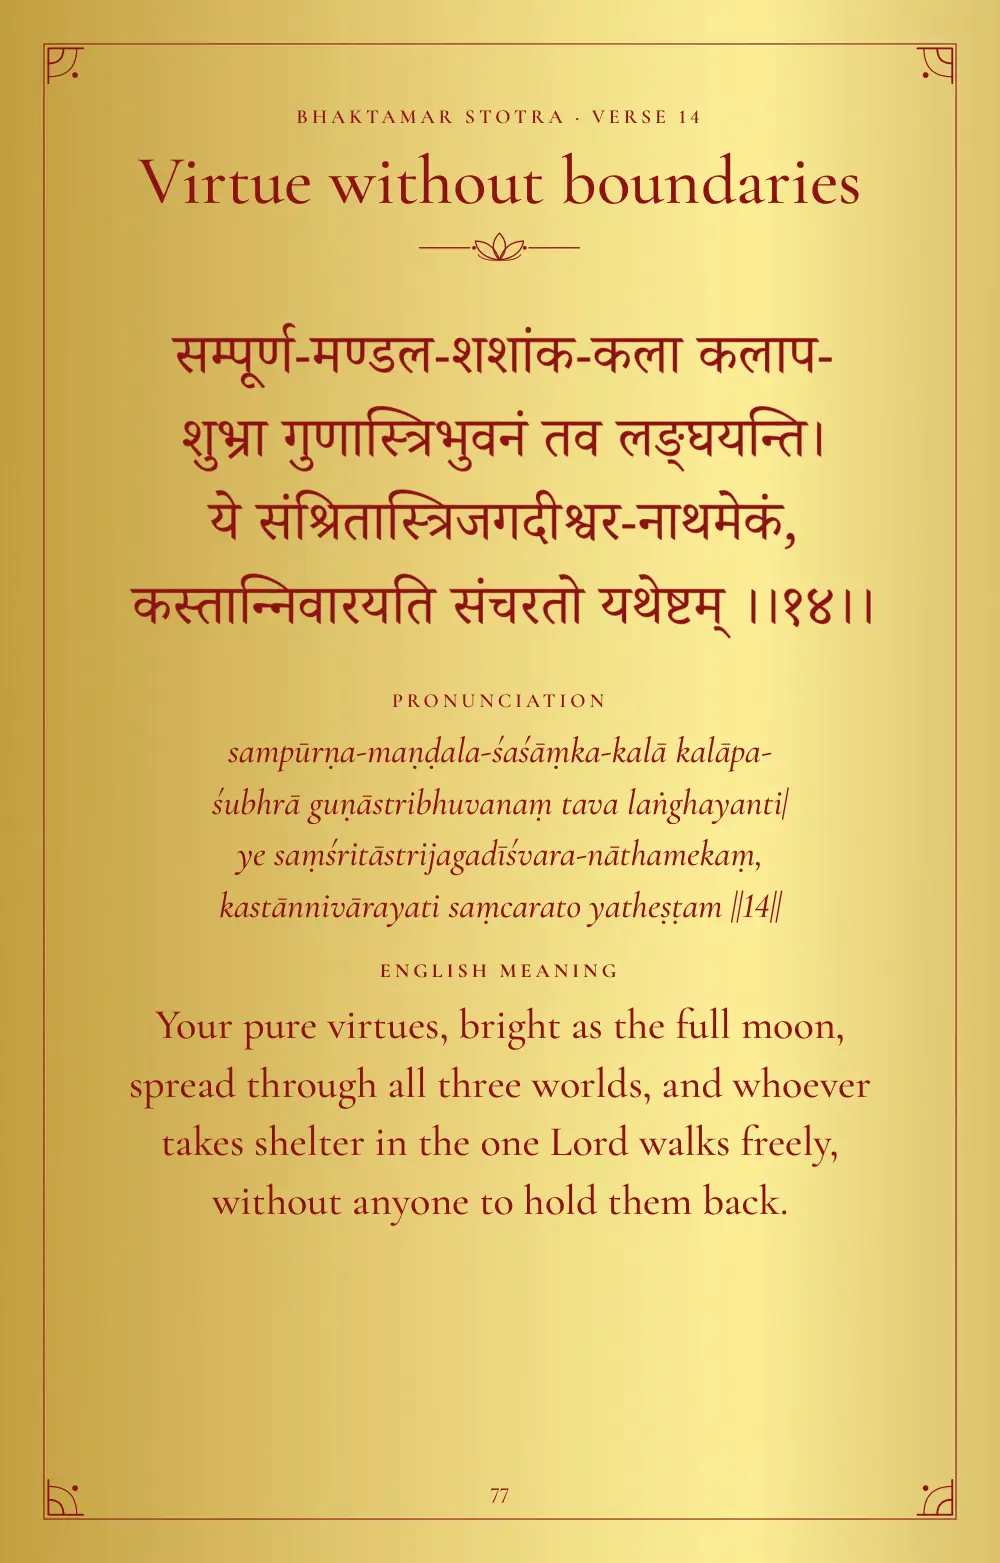 BHAKTAMAR STOTRA · VERSE 14
Virtue without boundaries
सम्पूर्ण-मण्डल-शशांक-कला कलाप-
शुभ्रा गुणास्त्रिभुवनं तव लङ्घयन्ति।
ये संश्रितास्त्रिजगदीश्वर-नाथमेकं,
कस्तान्निवारयति संचरतो यथेष्टम् ।।१४।।
PRONUNCIATION
sampūrṇa-maṇḍala-śaśāṃka-kalā kalāpa-
śubhrā guṇāstribhuvanaṃ tava laṅghayanti|
ye saṃśritāstrijagadīśvara-nāthamekaṃ,
kastānnivārayati saṃcarato yatheṣṭam ||14||
ENGLISH MEANING
Your pure virtues, bright as the full moon,
spread through all three worlds, and whoever
takes shelter in the one Lord walks freely,
without anyone to hold them back.
77